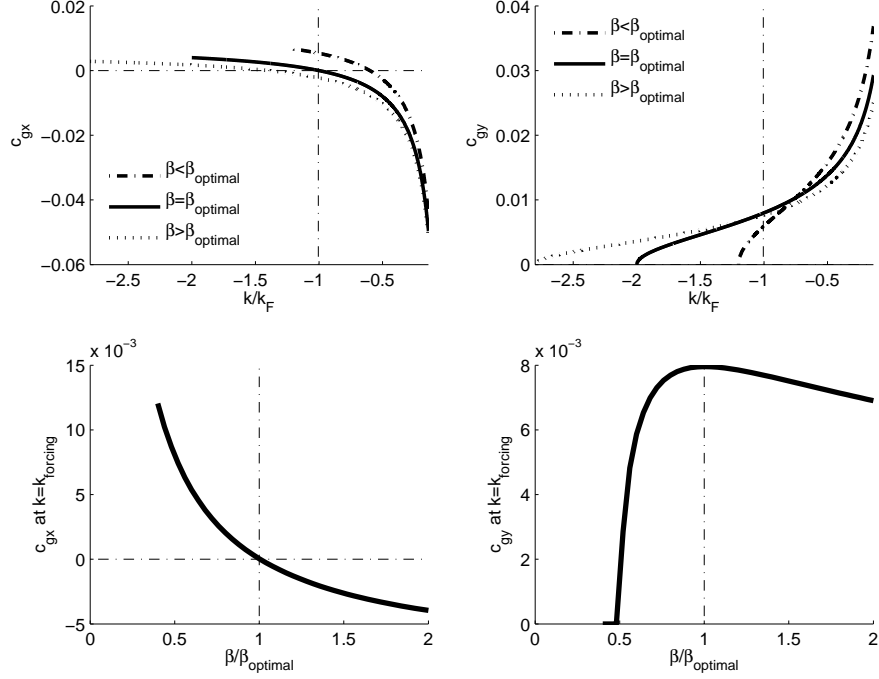 0.02
0
−0.02
−0.04
−0.06
c_gx
β<β_optimal
β=β_optimal
β>β_optimal
−2.5 −2 −1.5 −1 −0.5
k/k_F
0.04
0.03
0.02
0.01
0
c_gy
β<β_optimal
β=β_optimal
β>β_optimal
−2.5 −2 −1.5 −1 −0.5
k/k_F
x 10^−3
15
10
5
0
−5
c_gx at k=k_forcing
0 0.5 1 1.5 2
β/β_optimal
x 10^−3
8
6
4
2
0
c_gy at k=k_forcing
0 0.5 1 1.5 2
β/β_optimal